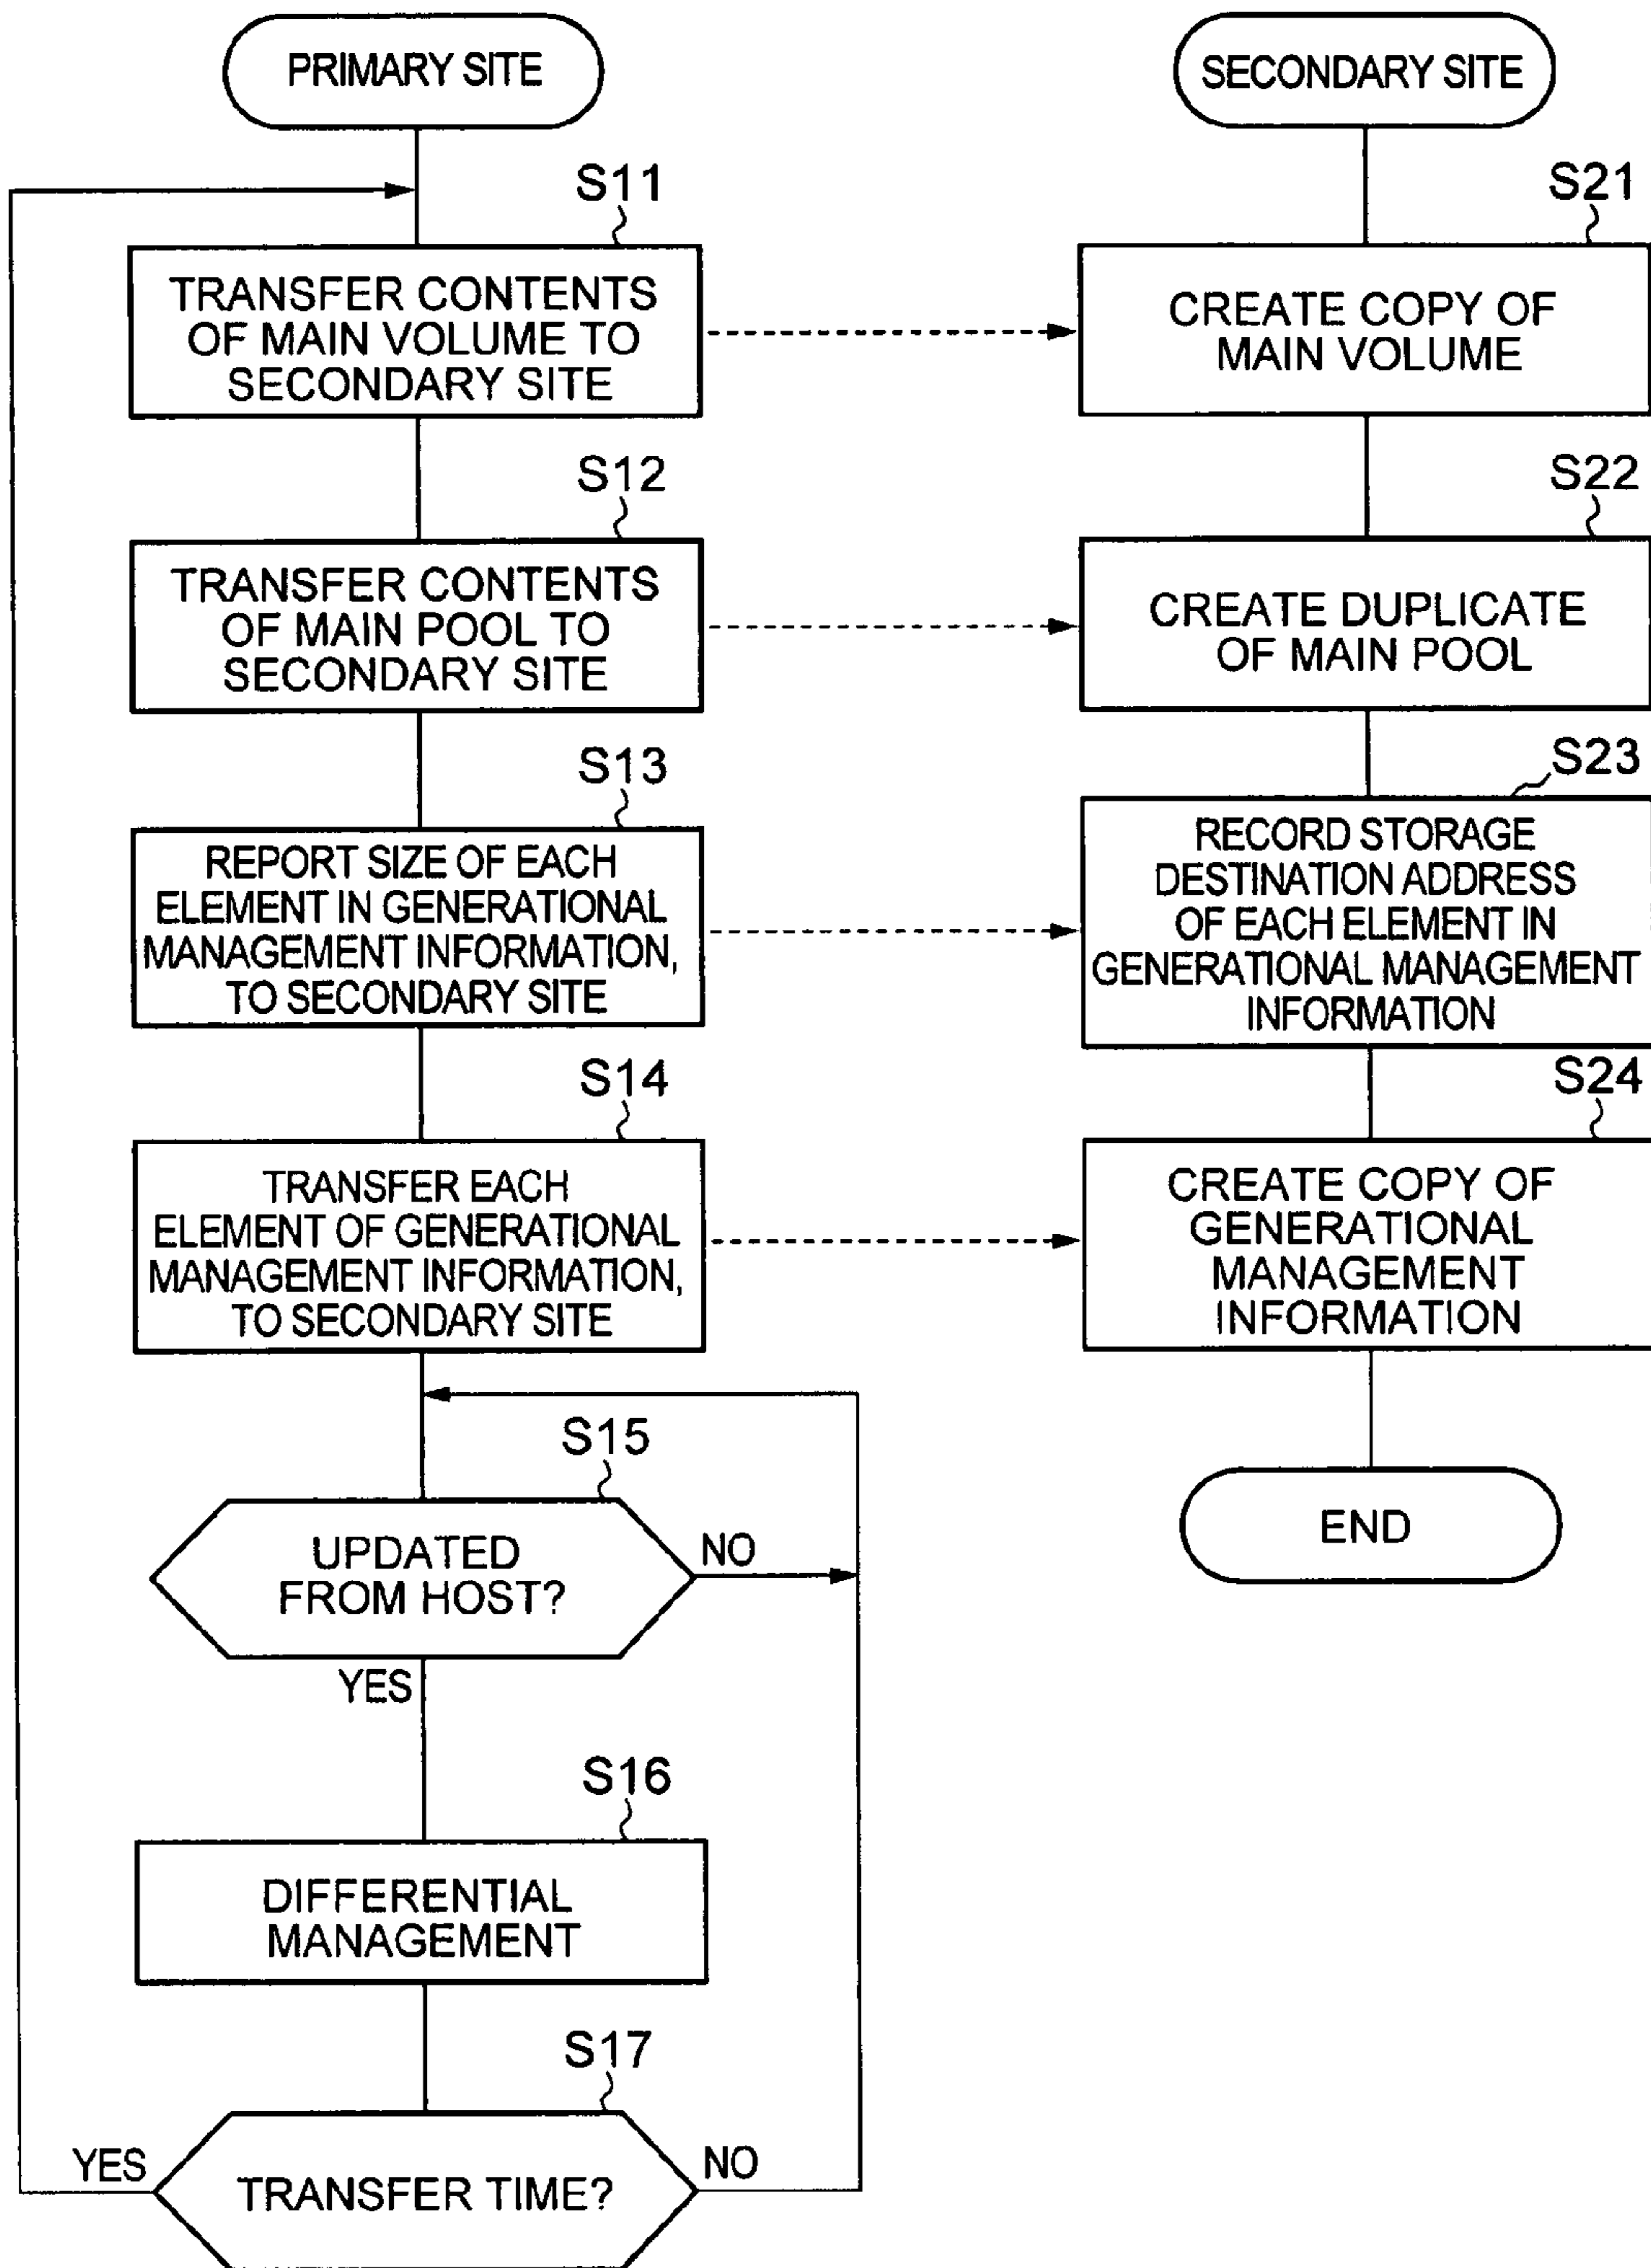 PRIMARY SITE
S11
TRANSFER CONTENTS
OF MAIN VOLUME TO
SECONDARY SITE
S12
TRANSFER CONTENTS
OF MAIN POOL TO
SECONDARY SITE
S13
REPORT SIZE OF EACH
ELEMENT IN GENERATIONAL
MANAGEMENT INFORMATION,
TO SECONDARY SITE
S14
TRANSFER EACH
ELEMENT OF GENERATIONAL
MANAGEMENT INFORMATION,
TO SECONDARY SITE
S15
UPDATED
FROM HOST?
NO
YES
S16
DIFFERENTIAL
MANAGEMENT
S17
YES
TRANSFER TIME?
NO
SECONDARY SITE
S21
CREATE COPY OF
MAIN VOLUME
S22
CREATE DUPLICATE
OF MAIN POOL
S23
RECORD STORAGE
DESTINATION ADDRESS
OF EACH ELEMENT IN
GENERATIONAL MANAGEMENT
INFORMATION
S24
CREATE COPY OF
GENERATIONAL
MANAGEMENT
INFORMATION
END